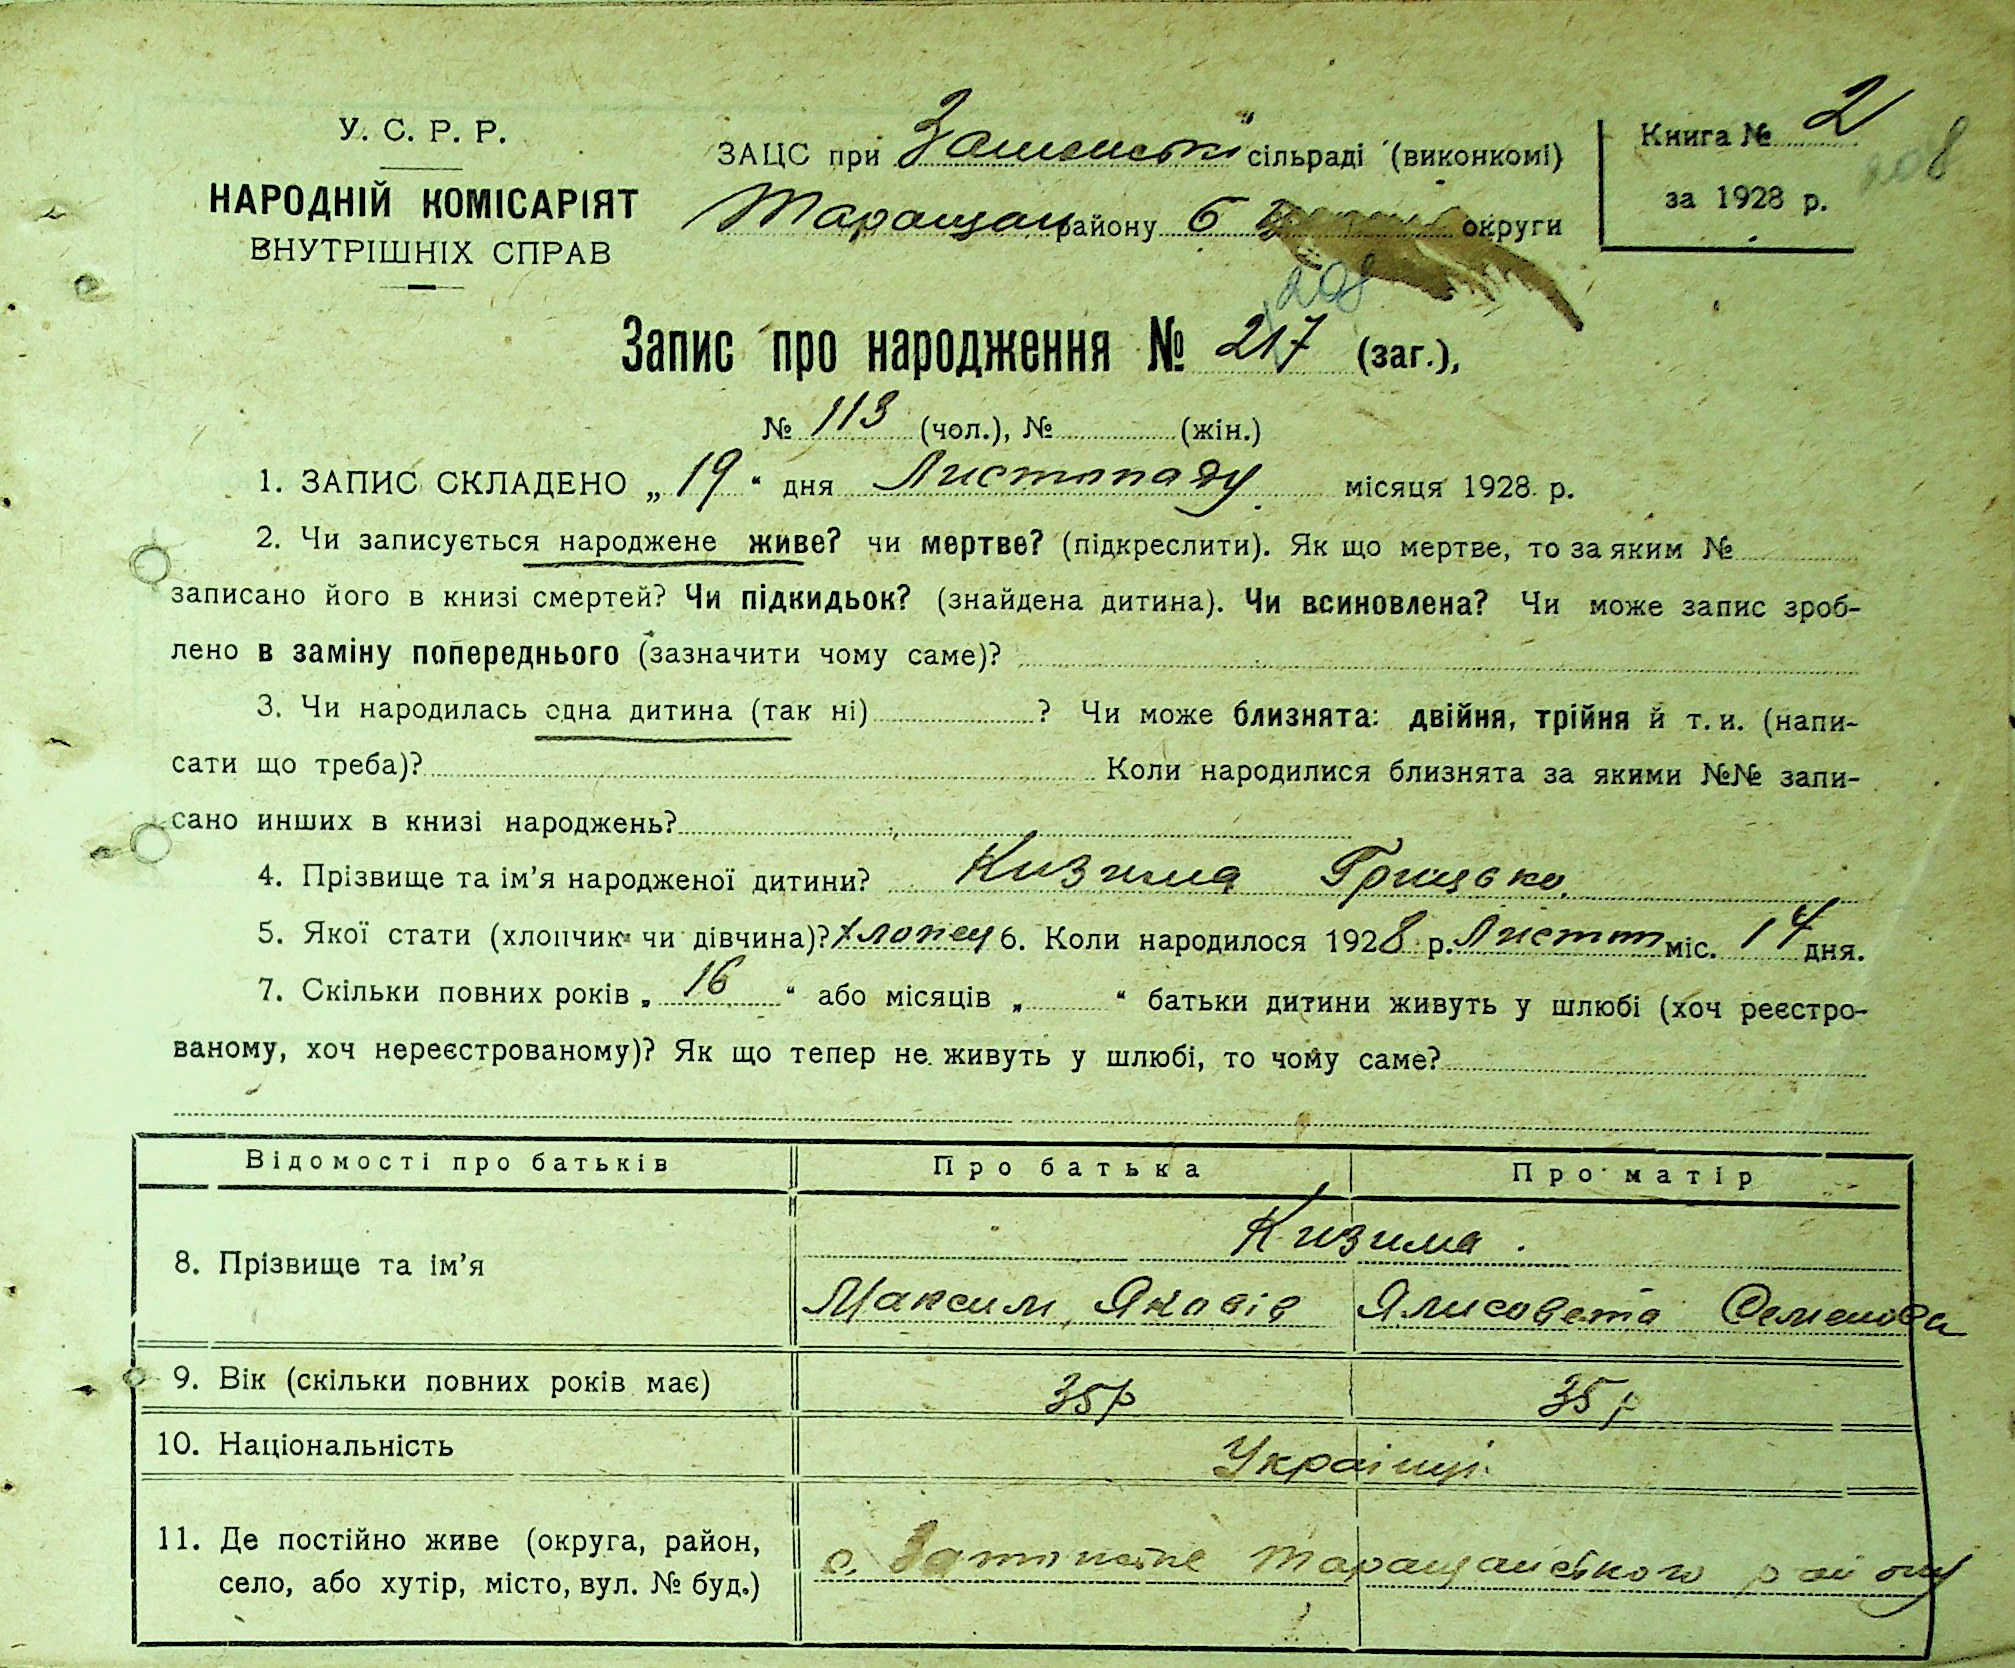 У. С. Р. Р.
НАРОДНІЙ КОМІСАРІЯТ
ВНУТРІШНІХ СПРАВ
ЗАЦС при сільраді (виконкомі)
Таращан району Б округи
Книга № 2
за 1928 р.
208
208
Запис про народження № 217 (заг.),
№ 113 (чол.), № (жін.)
1. ЗАПИС СКЛАДЕНО „ 19 “ дня Листопаду місяця 1928 р.
2. Чи записується народжене живе? чи мертве? (підкреслити). Як що мертве, то за яким №
записано його в книзі смертей? Чи підкидьок? (знайдена дитина). Чи всиновлена? Чи може запис зроб-
лено в заміну попереднього (зазначити чому саме)?
3. Чи народилась одна дитина (так ні) ? Чи може близнята: двійня, трійня й т. и. (напи-
сати що треба)? Коли народилися близнята за якими №№ запи-
сано инших в книзі народжень?
4. Прізвище та ім’я народженої дитини? Кизима Грицько
5. Якої стати (хлопчик чи дівчина)? хлопец 6. Коли народилося 1928 р. Листоп міс. 14 дня.
7. Скільки повних років „ 16 “ або місяців „ “ батьки дитини живуть у шлюбі (хоч реєстро-
ваному, хоч нереєстрованому)? Як що тепер не живуть у шлюбі, то чому саме?
Відомості про батьків Про батька Про матір
8. Прізвище та ім’я Кизима.
Максим Яковів Ялисовета Семенова
9. Вік (скільки повних років має) 35 р 35 р
10. Національність Українці
11. Де постійно живе (округа, район,
село, або хутір, місто, вул. № буд.) с. Таращанського району